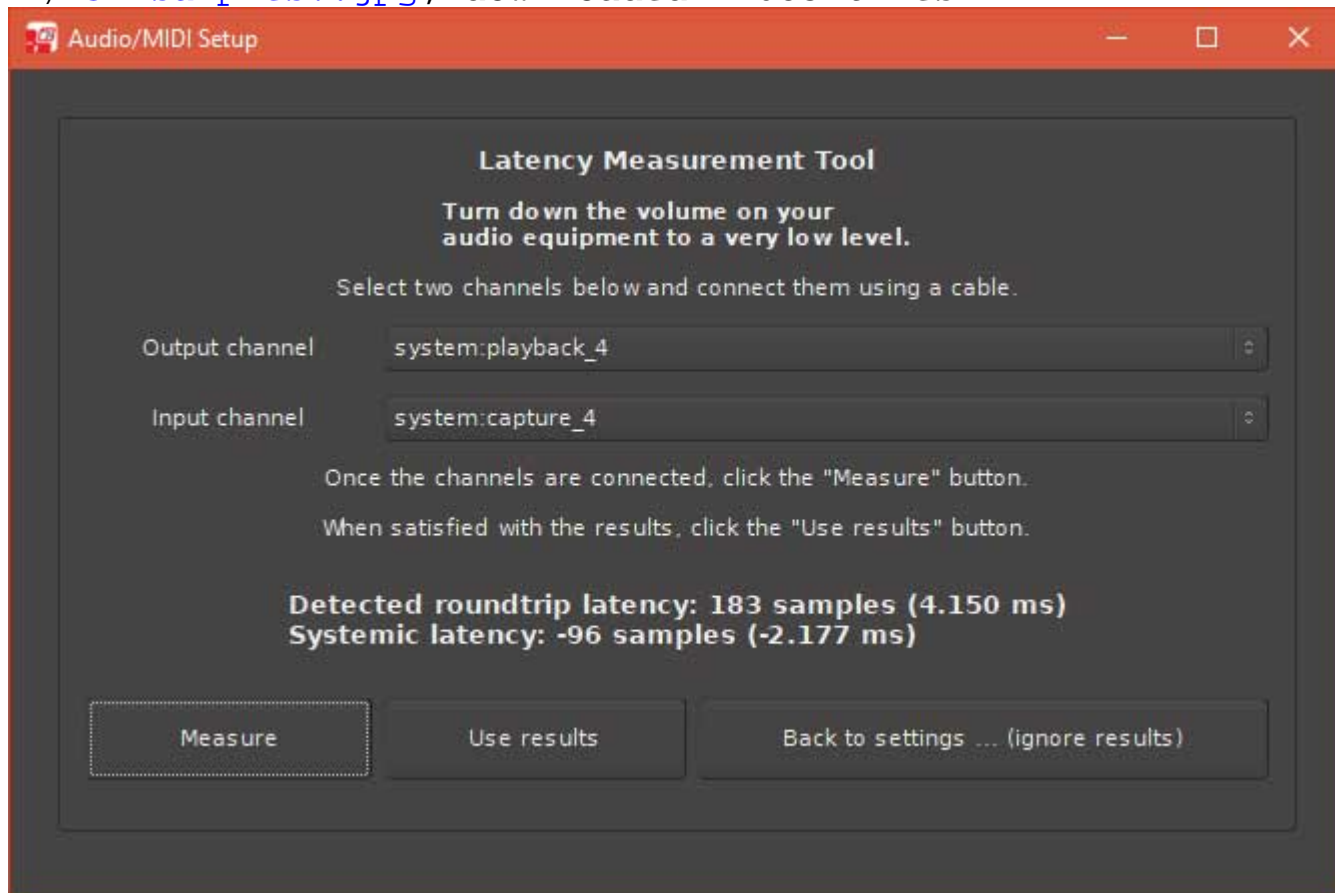 Audio/MIDI Setup
Latency Measurement Tool
Turn down the volume on your
audio equipment to a very low level.
Select two channels below and connect them using a cable.
Output channel system:playback_4
Input channel system:capture_4
Once the channels are connected, click the "Measure" button.
When satisfied with the results, click the "Use results" button.
Detected roundtrip latency: 183 samples (4.150 ms)
Systemic latency: -96 samples (-2.177 ms)
Measure Use results Back to settings ... (ignore results)